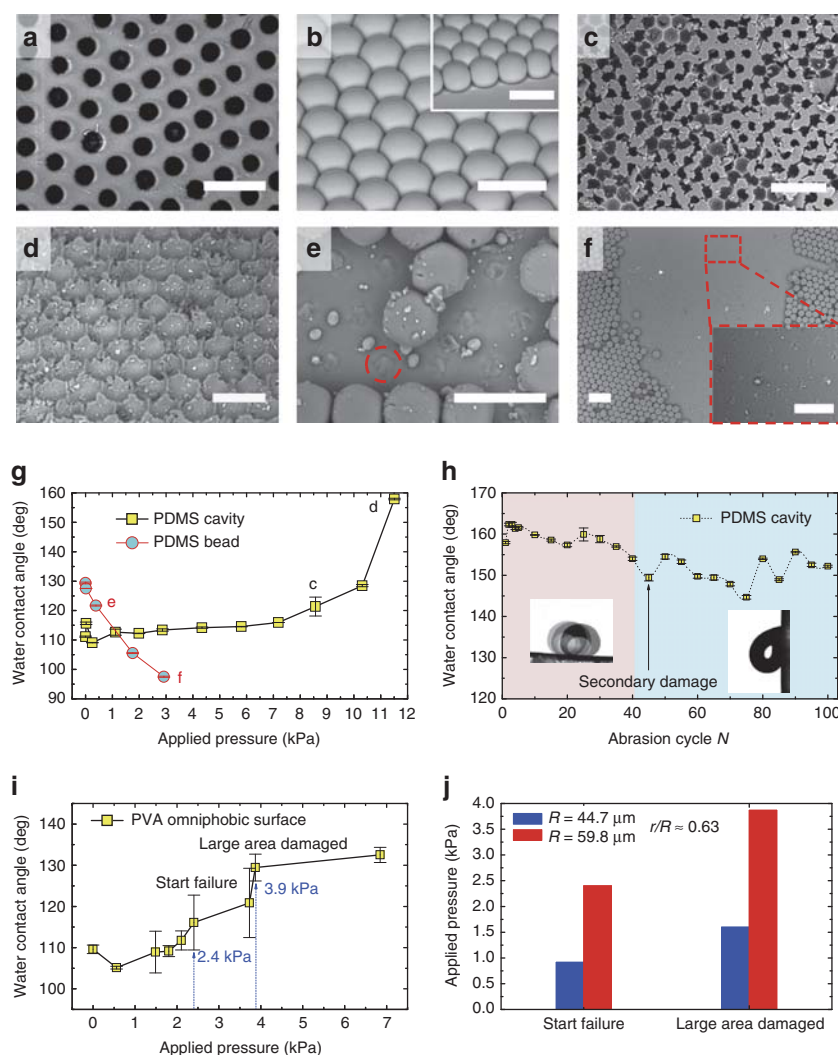 a
b
c
d
e
f
g
160
150
140
130
120
110
100
90
Water contact angle (deg)
PDMS cavity
PDMS bead
d
c
e
f
0 1 2 3 4 5 6 7 8 9 10 11 12
Applied pressure (kPa)
h
170
160
150
140
130
120
Water contact angle (deg)
PDMS cavity
Secondary damage
0 20 40 60 80 100
Abrasion cycle N
i
140
130
120
110
100
Water contact angle (deg)
PVA omniphobic surface
Large area damaged
Start failure
3.9 kPa
2.4 kPa
0 1 2 3 4 5 6 7
Applied pressure (kPa)
j
4.0
3.5
3.0
2.5
2.0
1.5
1.0
0.5
0.0
Applied pressure (kPa)
R = 44.7 μm
R = 59.8 μm
r/R ≈ 0.63
Start failure Large area damaged